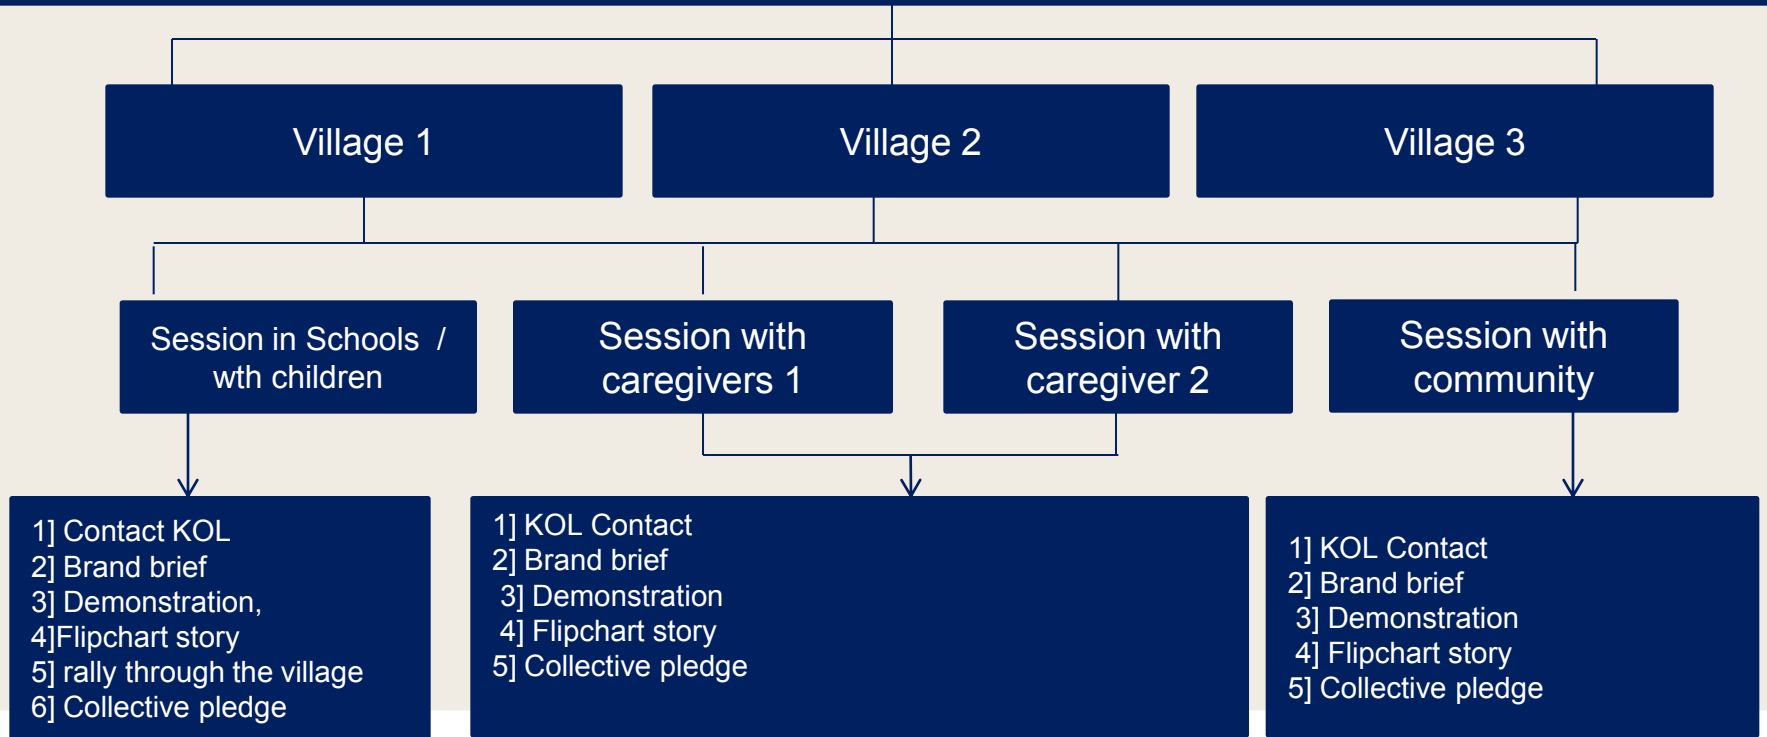 Village 1
Village 2
Village 3
Session in Schools /
wth children
Session with
caregivers 1
Session with
caregiver 2
Session with
community
1] Contact KOL
2] Brand brief
3] Demonstration,
4]Flipchart story
5] rally through the village
6] Collective pledge
1] KOL Contact
2] Brand brief
3] Demonstration
4] Flipchart story
5] Collective pledge
1] KOL Contact
2] Brand brief
3] Demonstration
4] Flipchart story
5] Collective pledge